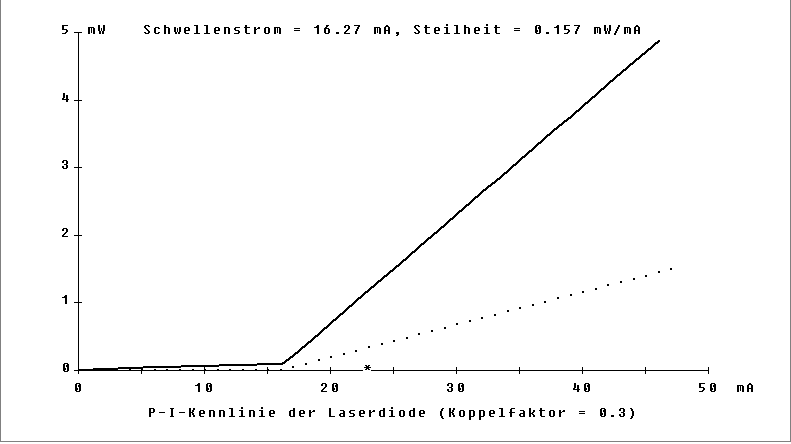 5 mW Schwellenstrom = 16.27 mA, Steilheit = 0.157 mW/mA
4
3
2
1
0
*
0 10 20 30 40 50 mA
P-I-Kennlinie der Laserdiode (Koppelfaktor = 0.3)